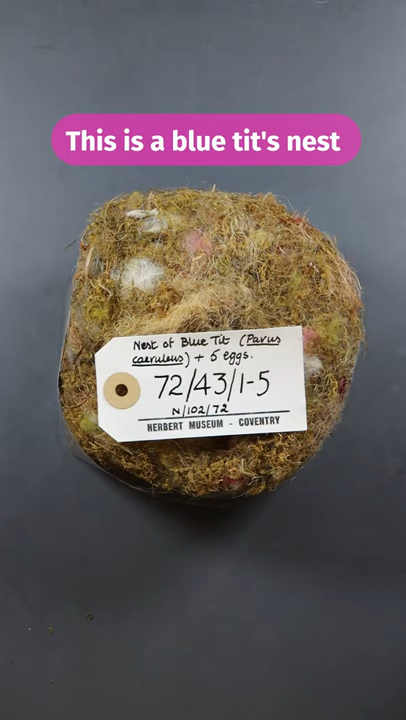 This is a blue tit's nest
Nest of Blue Tit (Parus
caeruleus) + 5 eggs.
72/43/1-5
N/102/72
HERBERT MUSEUM - COVENTRY